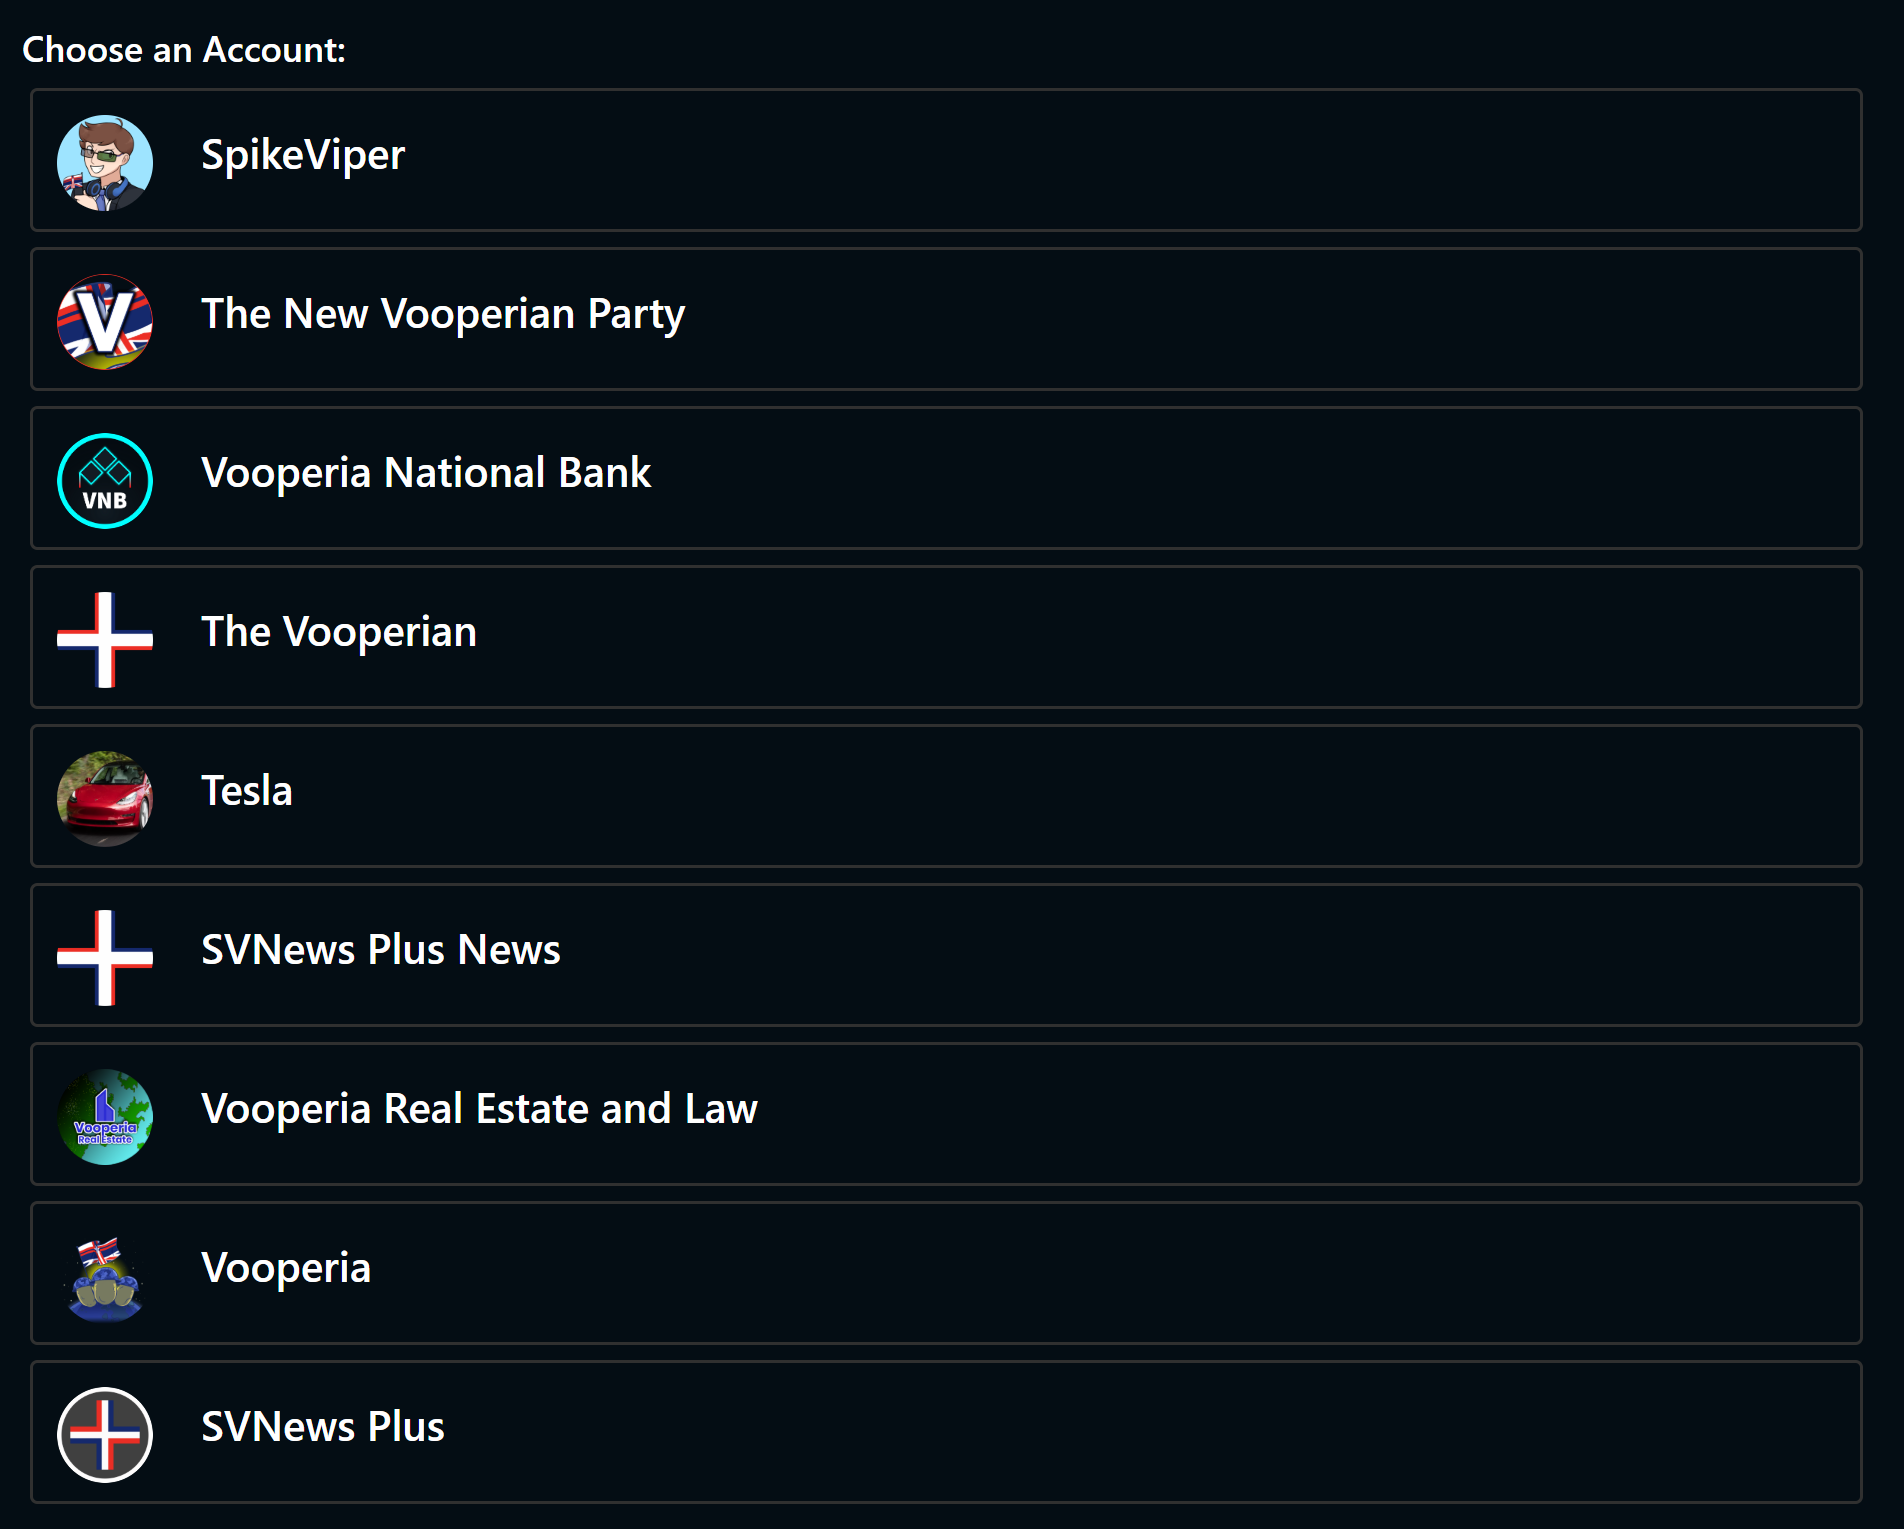 Choose an Account:
SpikeViper
V
The New Vooperian Party
VNB
Vooperia National Bank
The Vooperian
Tesla
SVNews Plus News
Vooperia
Real Estate
Vooperia Real Estate and Law
Vooperia
SVNews Plus